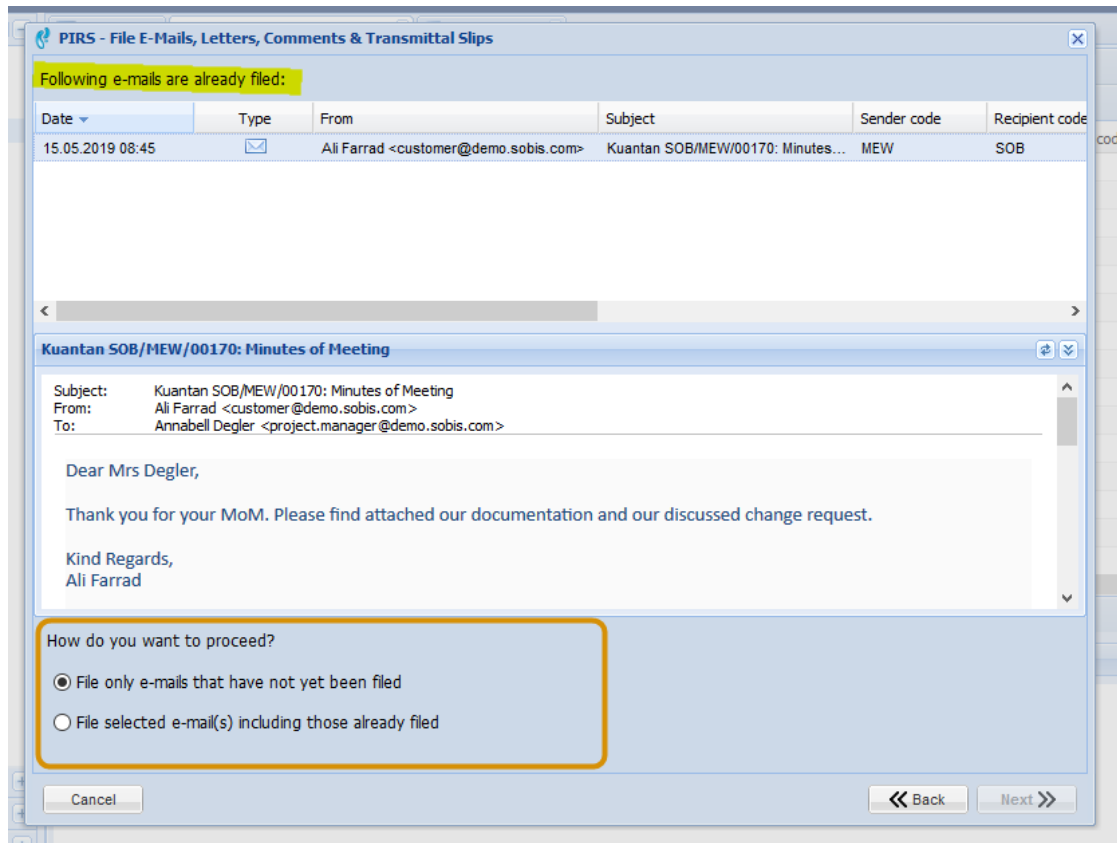 PIRS - File E-Mails, Letters, Comments & Transmittal Slips
Following e-mails are already filed:
Date Type From Subject Sender code Recipient code
15.05.2019 08:45 Ali Farrad <customer@demo.sobis.com> Kuantan SOB/MEW/00170: Minutes... MEW SOB
Kuantan SOB/MEW/00170: Minutes of Meeting
Subject: Kuantan SOB/MEW/00170: Minutes of Meeting
From: Ali Farrad <customer@demo.sobis.com>
To: Annabell Degler <project.manager@demo.sobis.com>
Dear Mrs Degler,
Thank you for your MoM. Please find attached our documentation and our discussed change request.
Kind Regards,
Ali Farrad
How do you want to proceed?
File only e-mails that have not yet been filed
File selected e-mail(s) including those already filed
Cancel Back Next